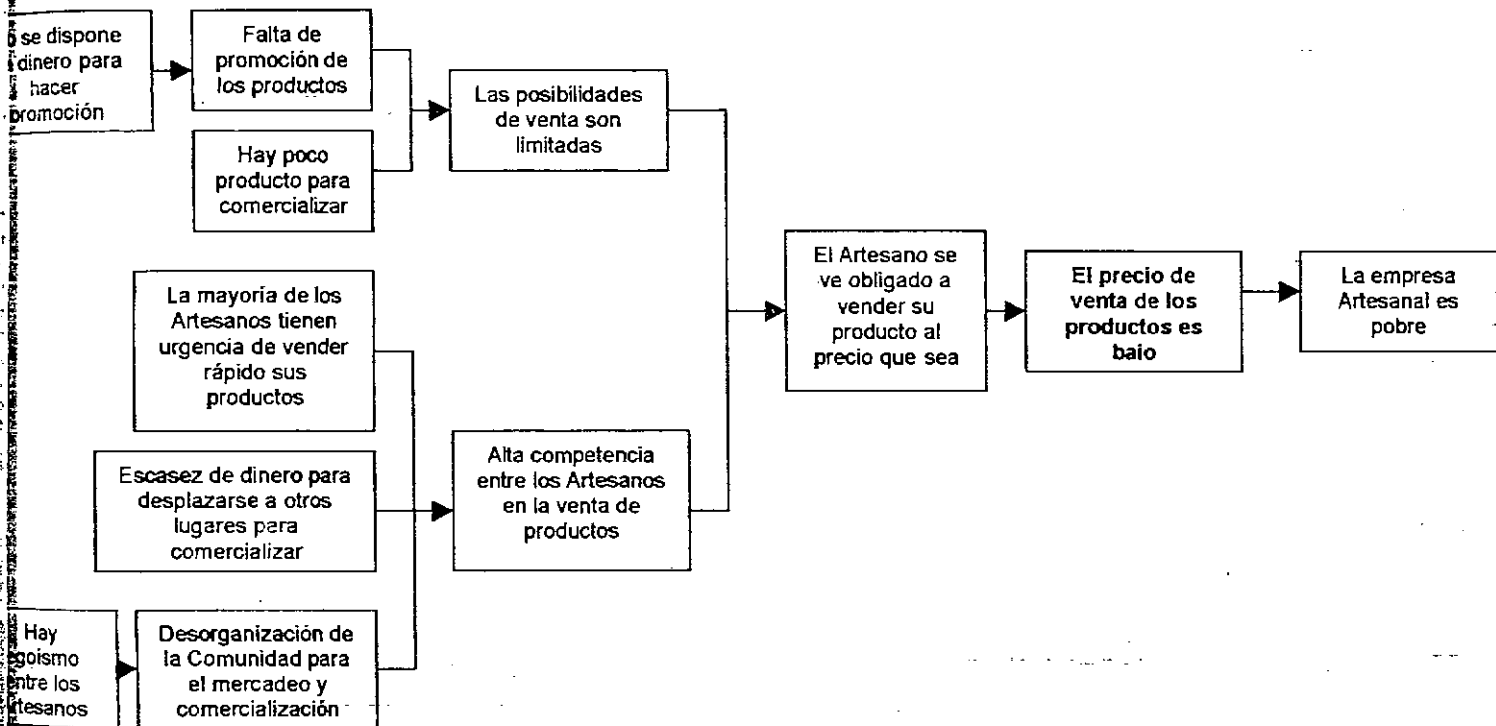 se dispone
dinero para
hacer
promoción
Falta de
promoción de
los productos
Hay poco
producto para
comercializar
Las posibilidades
de venta son
limitadas
La mayoría de los
Artesanos tienen
urgencia de vender
rápido sus
productos
Escasez de dinero para
desplazarse a otros
lugares para
comercializar
Hay
goismo
entre los
rtesanos
Desorganización de
la Comunidad para
el mercadeo y
comercialización
Alta competencia
entre los Artesanos
en la venta de
productos
El Artesano se
ve obligado a
vender su
producto al
precio que sea
El precio de
venta de los
productos es
bajo
La empresa
Artesanal es
pobre